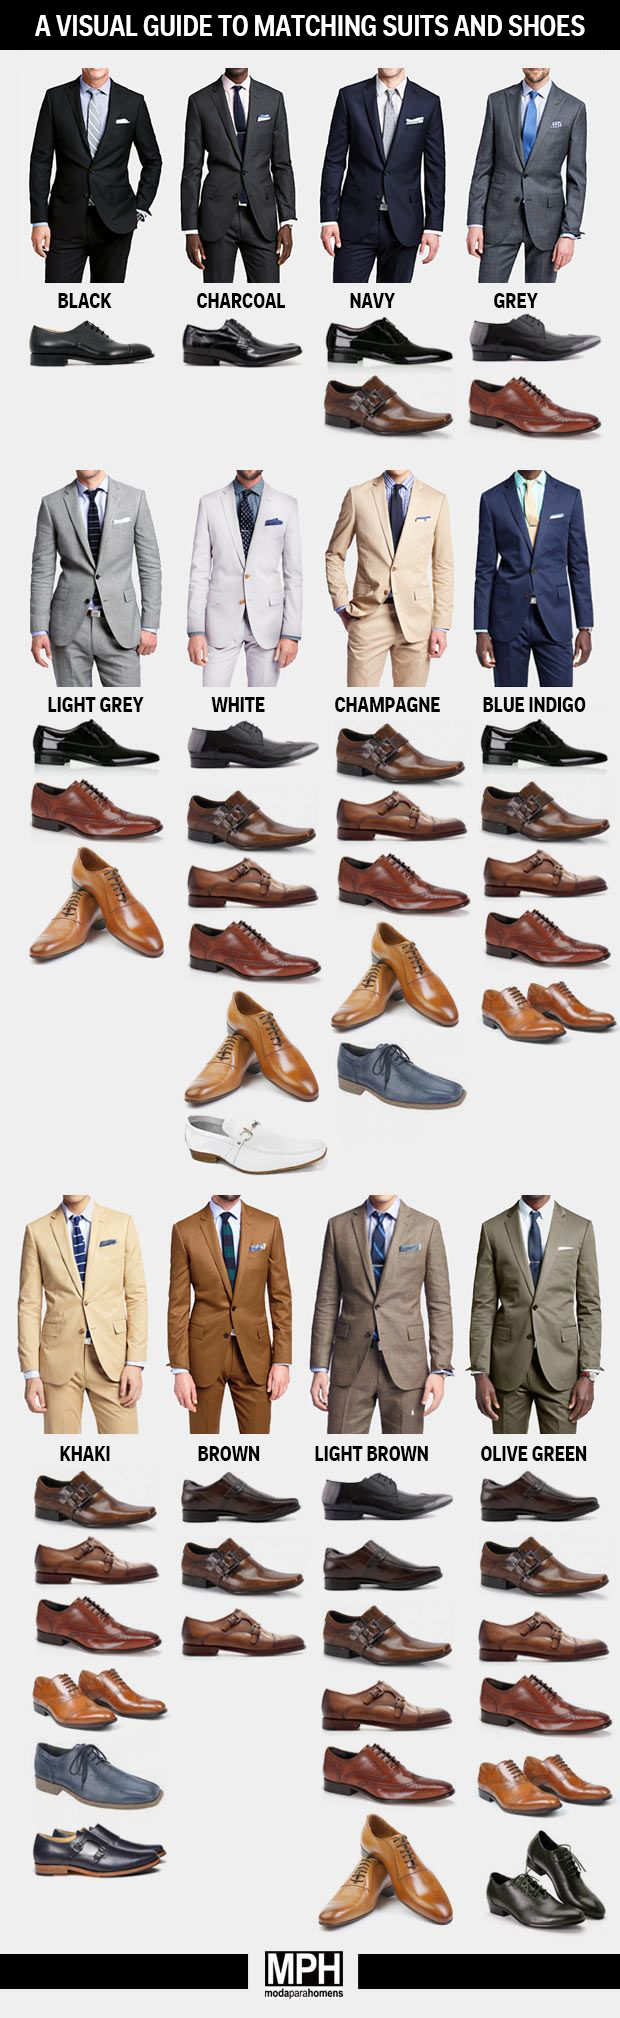 A VISUAL GUIDE TO MATCHING SUITS AND SHOES
BLACK
CHARCOAL
NAVY
GREY
LIGHT GREY
WHITE
CHAMPAGNE
BLUE INDIGO
KHAKI
BROWN
LIGHT BROWN
OLIVE GREEN
MPH
modaparahomens